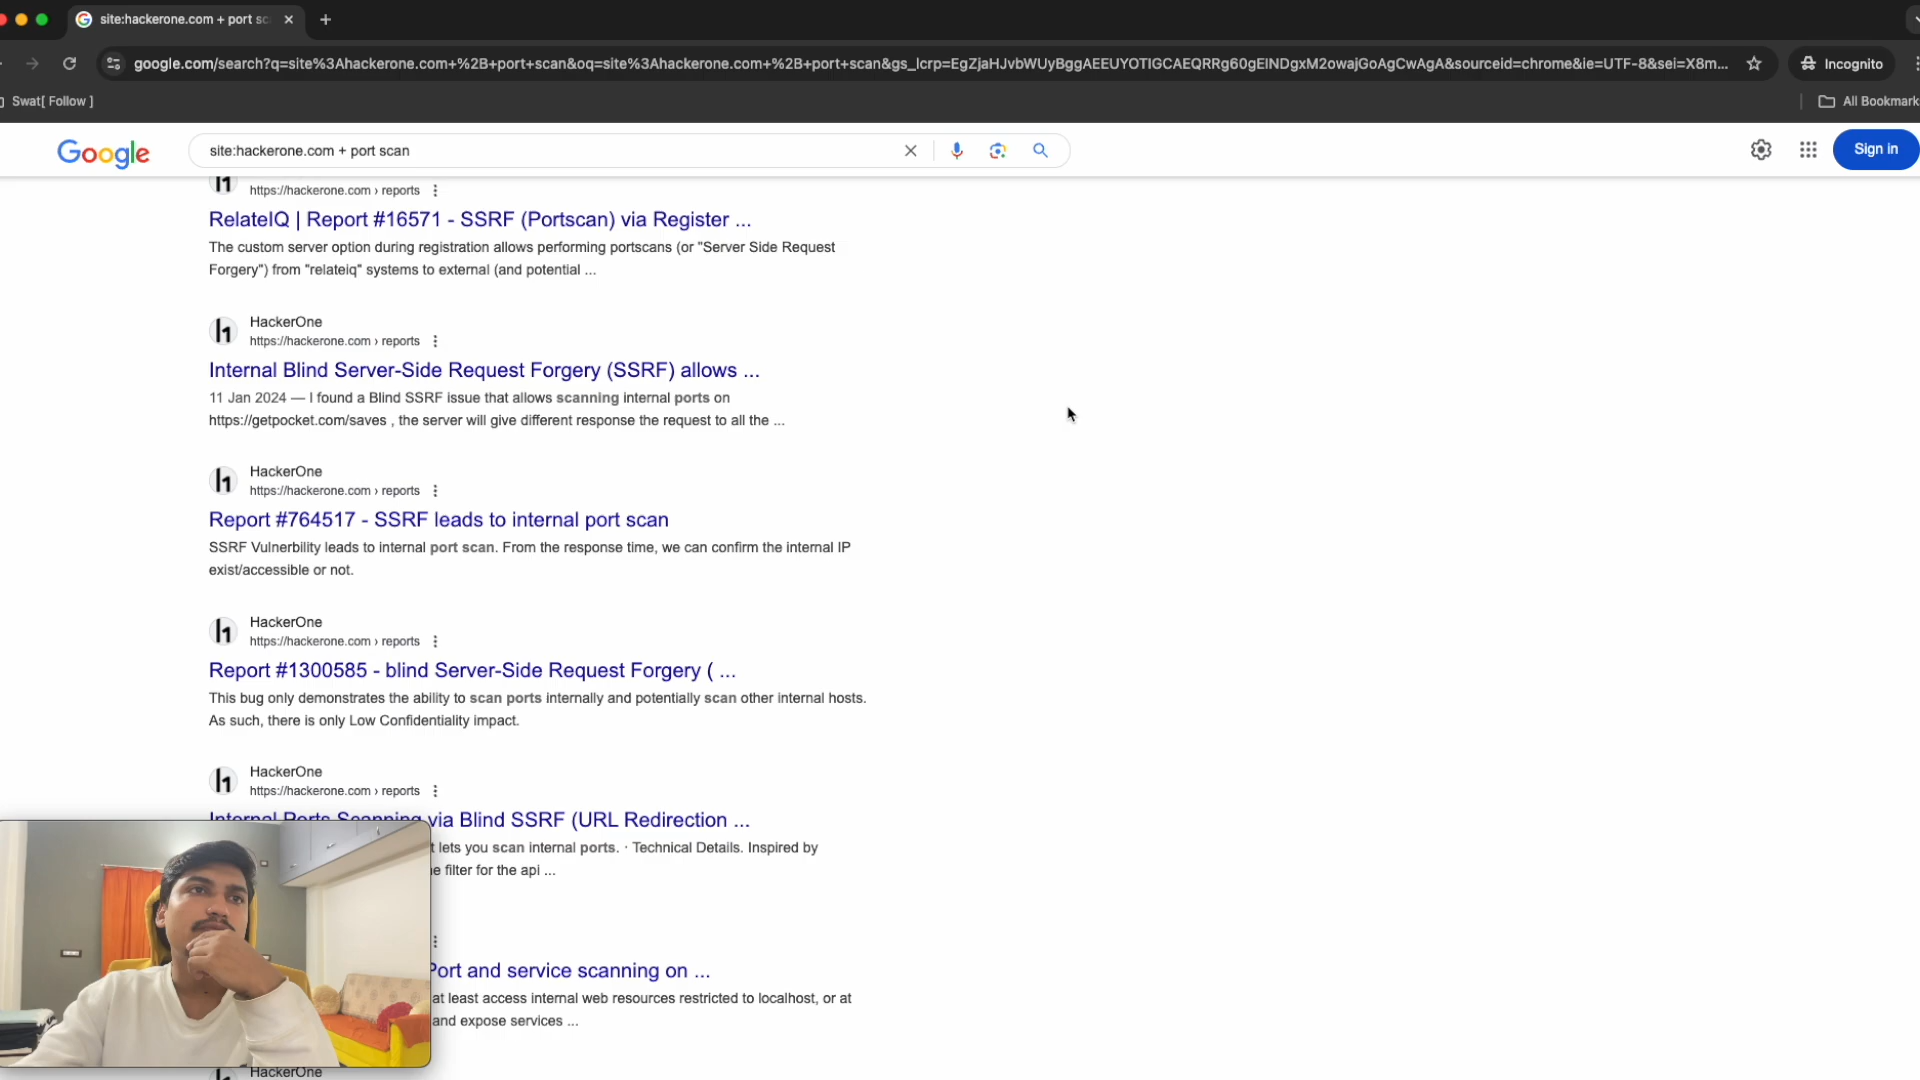 site:hackerone.com + port sc
google.com/search?q=site%3Ahackerone.com+%2B+port+scan&oq=site%3Ahackerone.com+%2B+port+scan&gs_lcrp=EgZjaHJvbWUyBggAEEUYOTIGCAEQRRg60gEINDgxM2owajGoAgCwAgA&sourceid=chrome&ie=UTF-8&sei=X8m...
Incognito
Swat[ Follow ]
All Bookmark
Google
site:hackerone.com + port scan
Sign in
https://hackerone.com › reports
RelateIQ | Report #16571 - SSRF (Portscan) via Register ...
The custom server option during registration allows performing portscans (or "Server Side Request
Forgery") from "relateiq" systems to external (and potential ...
HackerOne
https://hackerone.com › reports
Internal Blind Server-Side Request Forgery (SSRF) allows ...
11 Jan 2024 — I found a Blind SSRF issue that allows scanning internal ports on
https://getpocket.com/saves , the server will give different response the request to all the ...
HackerOne
https://hackerone.com › reports
Report #764517 - SSRF leads to internal port scan
SSRF Vulnerbility leads to internal port scan. From the response time, we can confirm the internal IP
exist/accessible or not.
HackerOne
https://hackerone.com › reports
Report #1300585 - blind Server-Side Request Forgery ( ...
This bug only demonstrates the ability to scan ports internally and potentially scan other internal hosts.
As such, there is only Low Confidentiality impact.
HackerOne
https://hackerone.com › reports
Internal Ports Scanning via Blind SSRF (URL Redirection ...
t lets you scan internal ports. · Technical Details. Inspired by
e filter for the api ...
Port and service scanning on ...
at least access internal web resources restricted to localhost, or at
and expose services ...
HackerOne